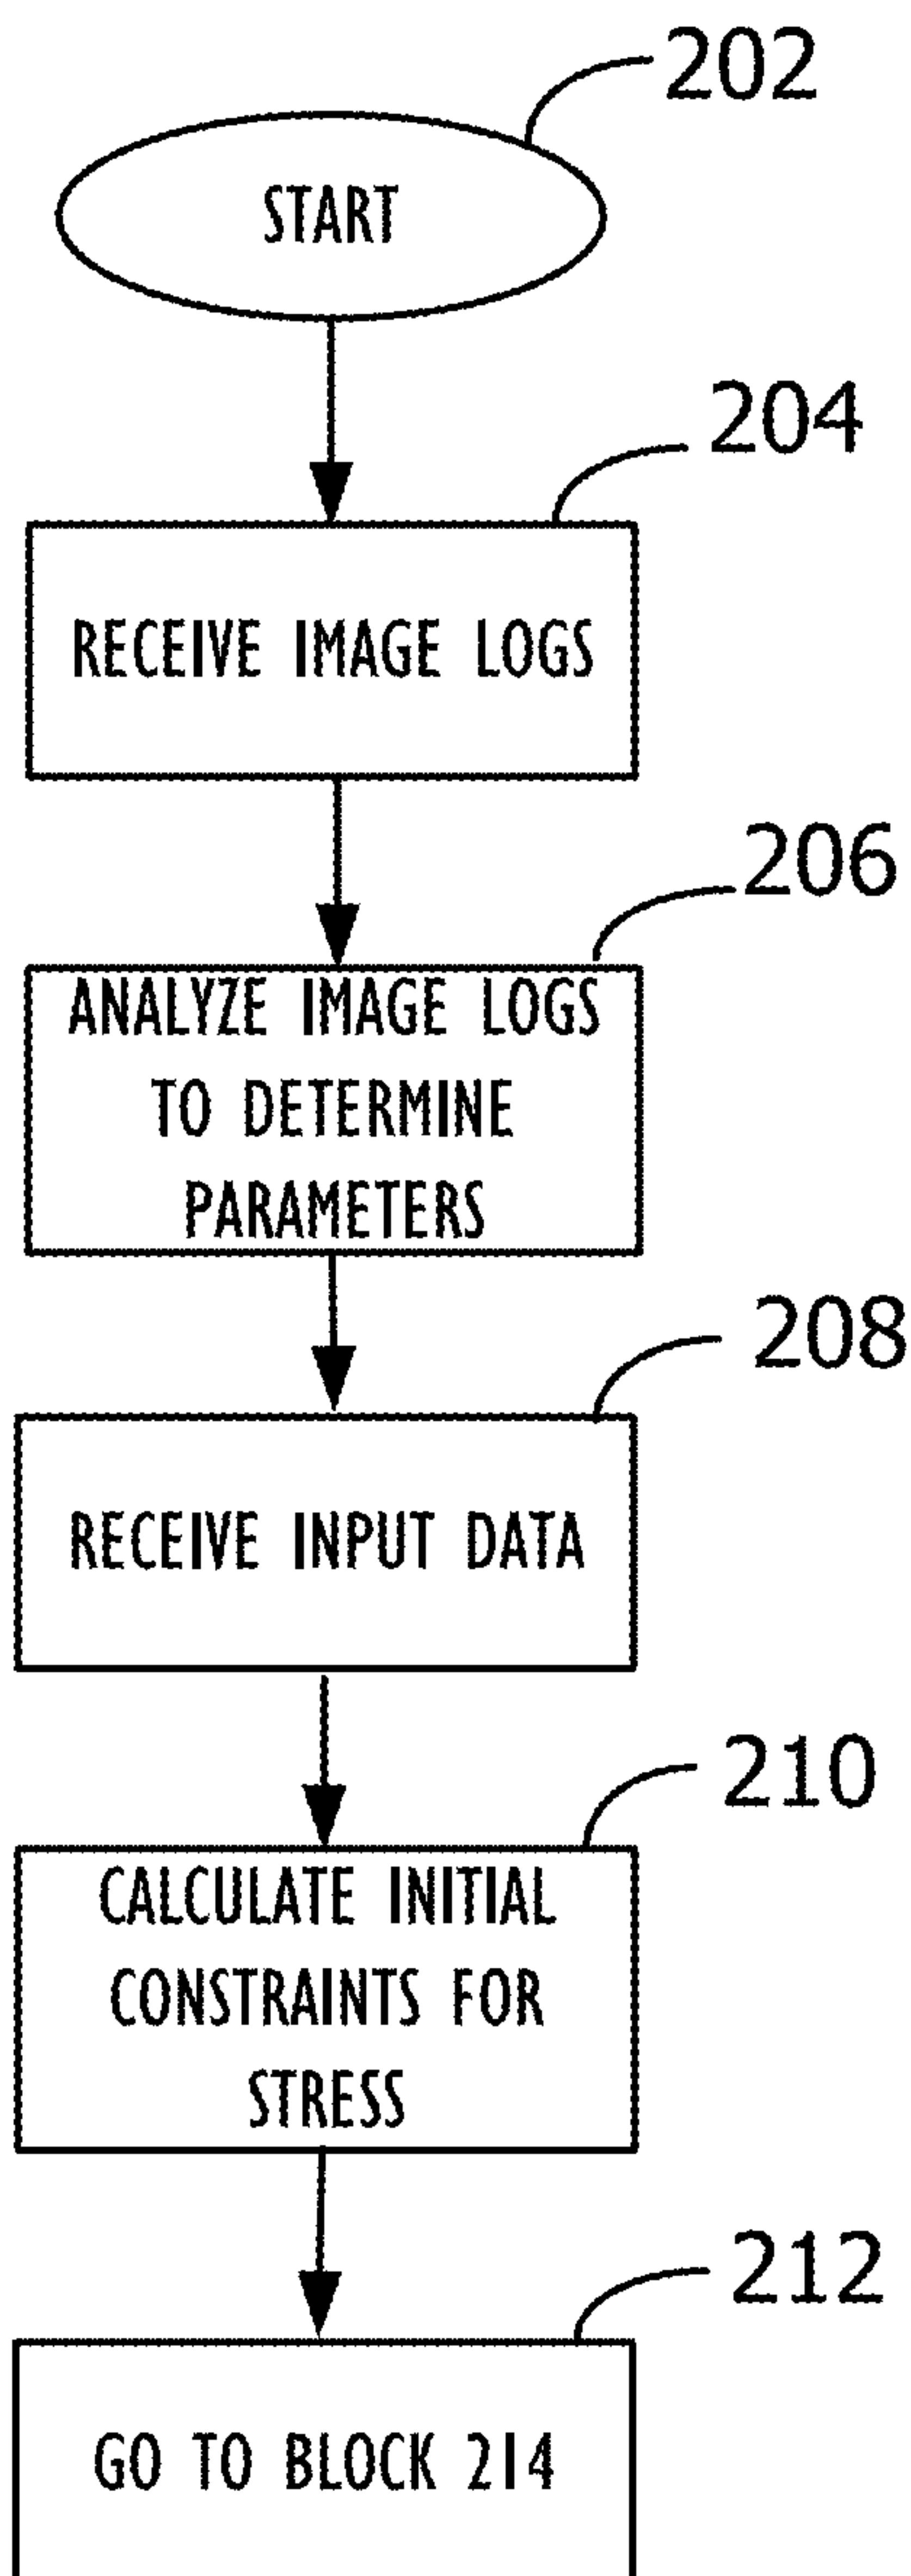 202
START
204
RECEIVE IMAGE LOGS
206
ANALYZE IMAGE LOGS
TO DETERMINE
PARAMETERS
208
RECEIVE INPUT DATA
210
CALCULATE INITIAL
CONSTRAINTS FOR
STRESS
212
GO TO BLOCK 214